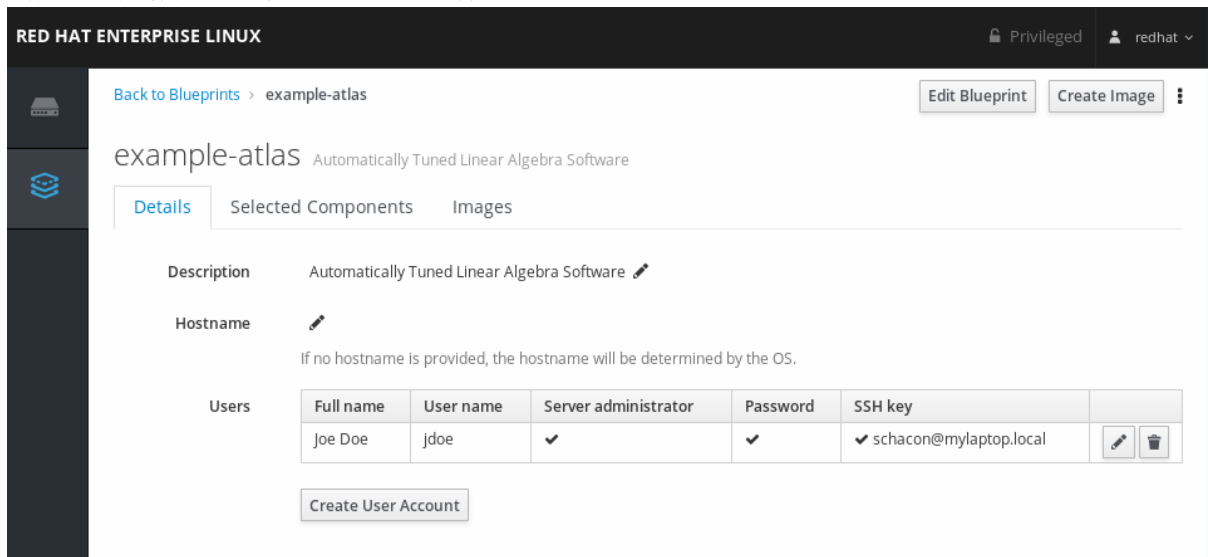 RED HAT ENTERPRISE LINUX Privileged redhat
Back to Blueprints › example-atlas Edit Blueprint Create Image
example-atlas Automatically Tuned Linear Algebra Software
Details Selected Components Images
Description Automatically Tuned Linear Algebra Software
Hostname
If no hostname is provided, the hostname will be determined by the OS.
Users Full name User name Server administrator Password SSH key
Joe Doe jdoe ✔ ✔ ✔ schacon@mylaptop.local
Create User Account